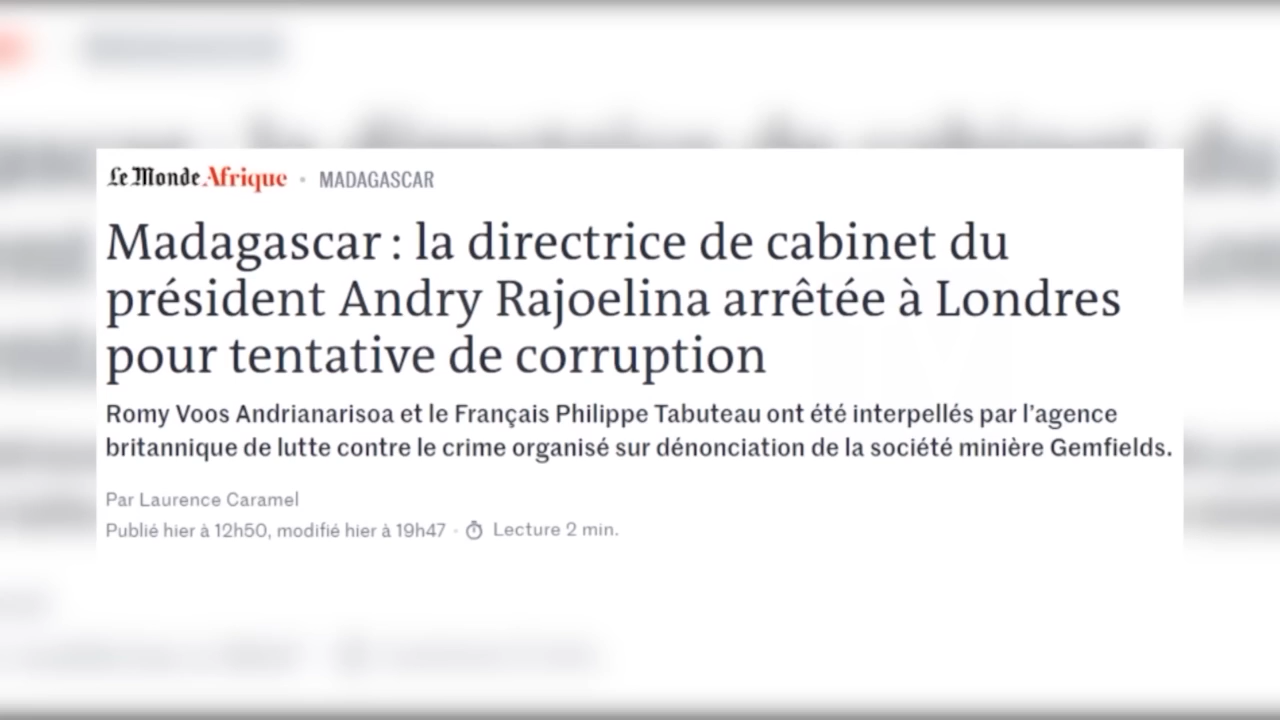 Le Monde Afrique • MADAGASCAR
Madagascar : la directrice de cabinet du
président Andry Rajoelina arrêtée à Londres
pour tentative de corruption
Romy Voos Andrianarisoa et le Français Philippe Tabuteau ont été interpellés par l'agence
britannique de lutte contre le crime organisé sur dénonciation de la société minière Gemfields.
Par Laurence Caramel
Publié hier à 12h50, modifié hier à 19h47 • Lecture 2 min.